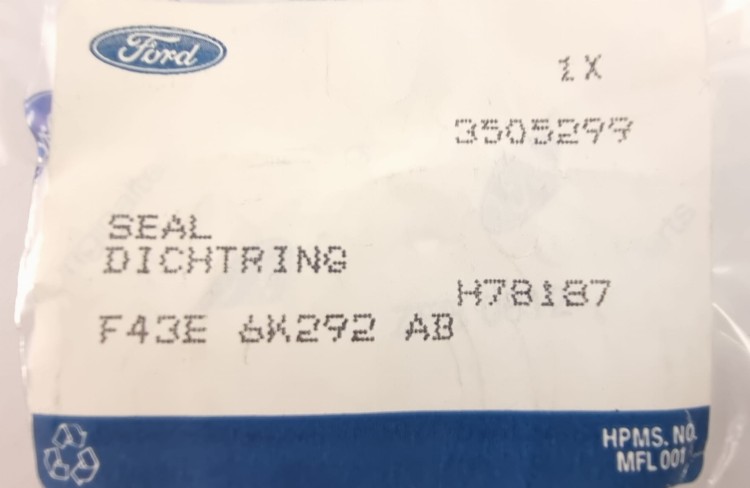 Ford
1X
3505299
SEAL
DICHTRING
H78187
F43E 6K292 AB
HPMS. NO.
MFL 001